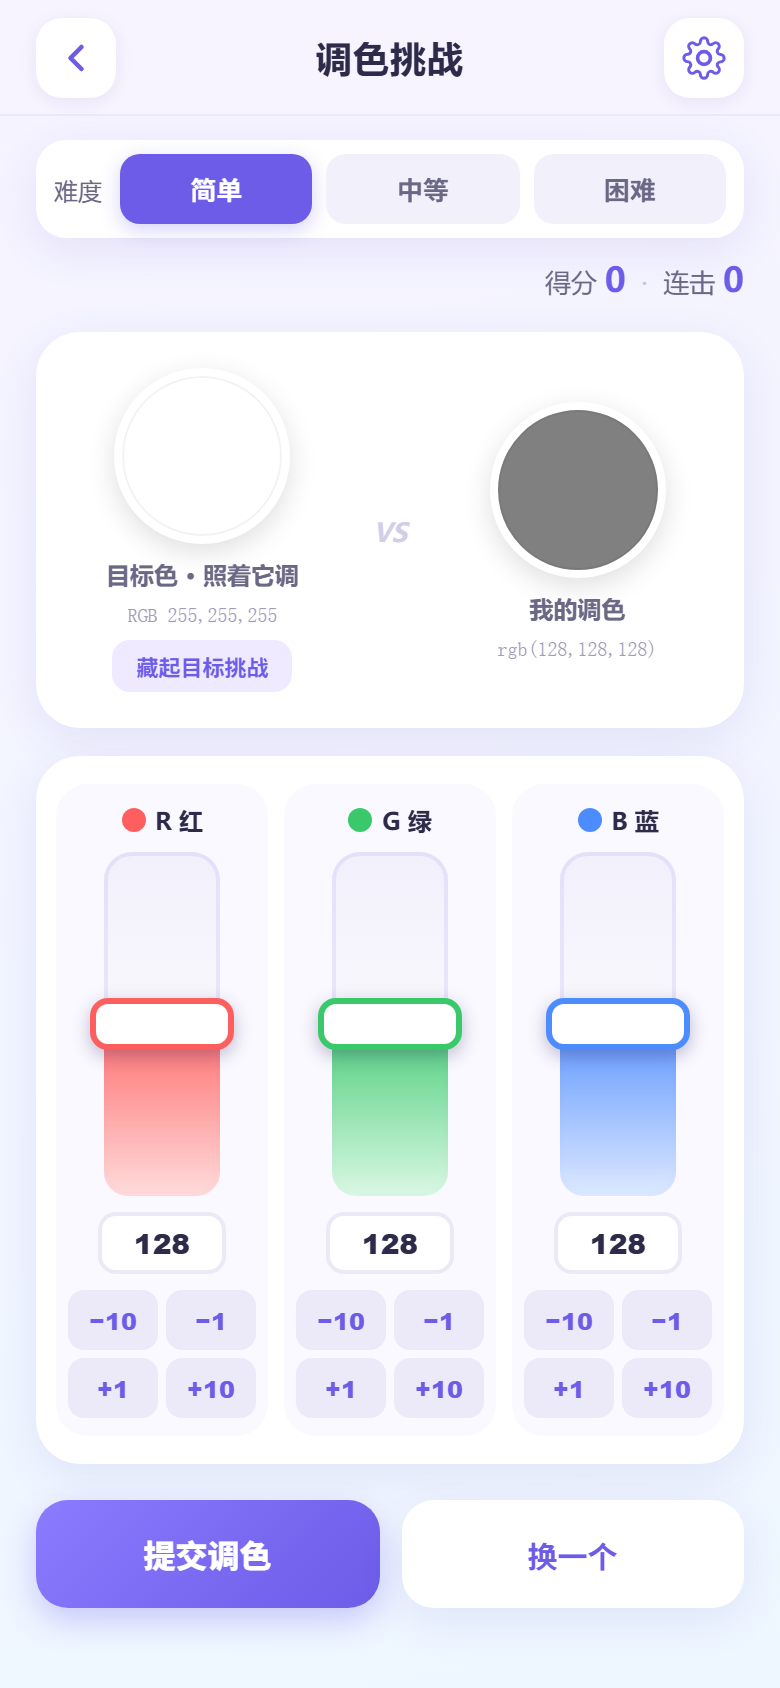 调色挑战
难度 简单 中等 困难
得分 0 · 连击 0
目标色・照着它调
RGB 255,255,255
藏起目标挑战
VS
我的调色
rgb(128,128,128)
R 红
128
−10 −1
+1 +10
G 绿
128
−10 −1
+1 +10
B 蓝
128
−10 −1
+1 +10
提交调色 换一个